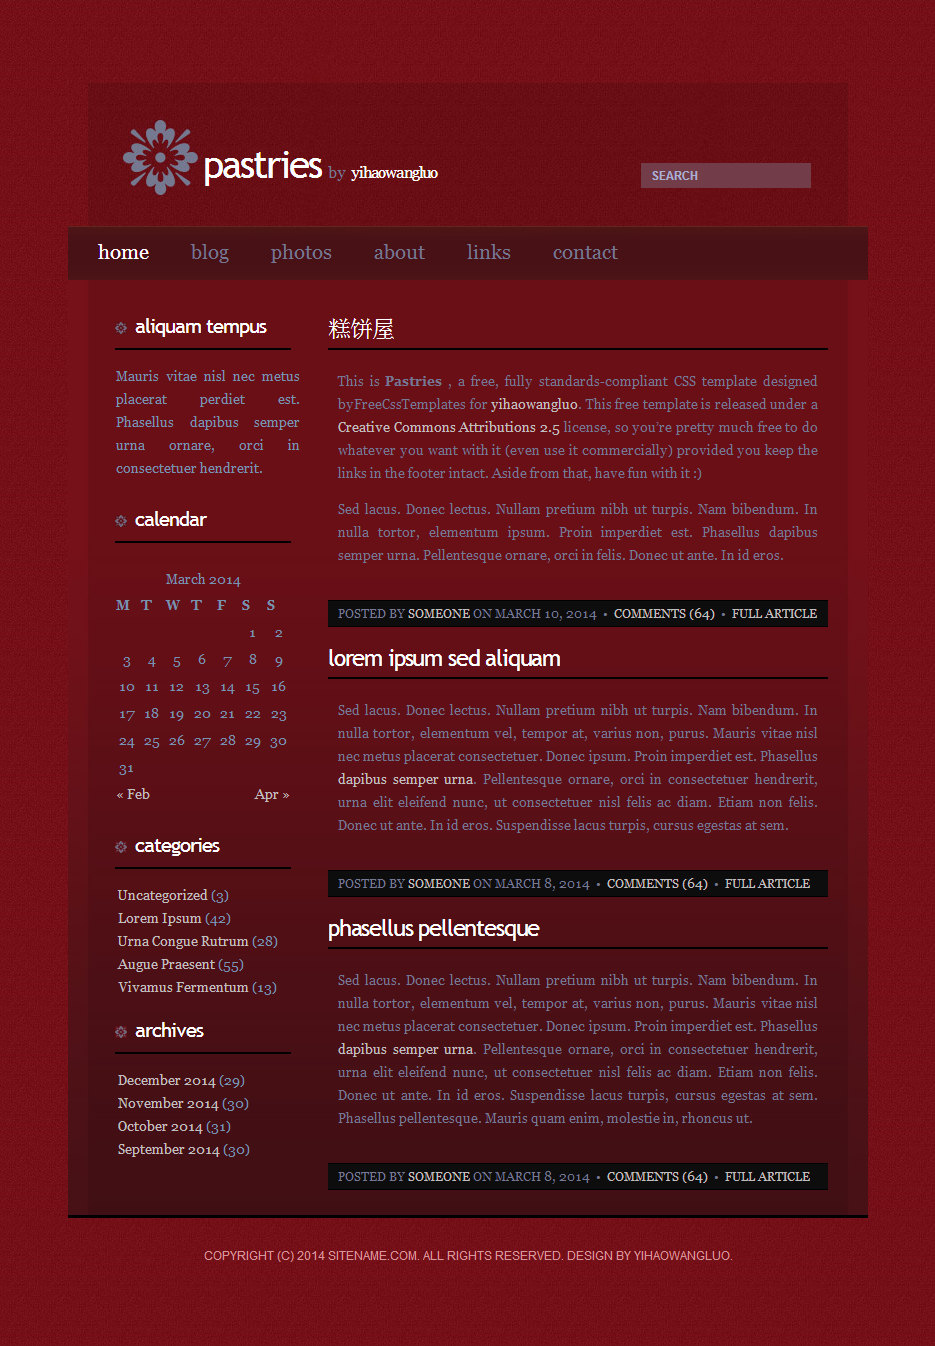 pastries by yihaowangluo
SEARCH
home blog photos about links contact
aliquam tempus
Mauris vitae nisl nec metus
placerat perdiet est.
Phasellus dapibus semper
urna ornare, orci in
consectetuer hendrerit.
calendar
March 2014
M T W T F S S
1 2
3 4 5 6 7 8 9
10 11 12 13 14 15 16
17 18 19 20 21 22 23
24 25 26 27 28 29 30
31
« Feb Apr »
categories
Uncategorized (3)
Lorem Ipsum (42)
Urna Congue Rutrum (28)
Augue Praesent (55)
Vivamus Fermentum (13)
archives
December 2014 (29)
November 2014 (30)
October 2014 (31)
September 2014 (30)
糕饼屋
This is Pastries , a free, fully standards-compliant CSS template designed
byFreeCssTemplates for yihaowangluo. This free template is released under a
Creative Commons Attributions 2.5 license, so you're pretty much free to do
whatever you want with it (even use it commercially) provided you keep the
links in the footer intact. Aside from that, have fun with it :)
Sed lacus. Donec lectus. Nullam pretium nibh ut turpis. Nam bibendum. In
nulla tortor, elementum ipsum. Proin imperdiet est. Phasellus dapibus
semper urna. Pellentesque ornare, orci in felis. Donec ut ante. In id eros.
POSTED BY SOMEONE ON MARCH 10, 2014 • COMMENTS (64) • FULL ARTICLE
lorem ipsum sed aliquam
Sed lacus. Donec lectus. Nullam pretium nibh ut turpis. Nam bibendum. In
nulla tortor, elementum vel, tempor at, varius non, purus. Mauris vitae nisl
nec metus placerat consectetuer. Donec ipsum. Proin imperdiet est. Phasellus
dapibus semper urna. Pellentesque ornare, orci in consectetuer hendrerit,
urna elit eleifend nunc, ut consectetuer nisl felis ac diam. Etiam non felis.
Donec ut ante. In id eros. Suspendisse lacus turpis, cursus egestas at sem.
POSTED BY SOMEONE ON MARCH 8, 2014 • COMMENTS (64) • FULL ARTICLE
phasellus pellentesque
Sed lacus. Donec lectus. Nullam pretium nibh ut turpis. Nam bibendum. In
nulla tortor, elementum vel, tempor at, varius non, purus. Mauris vitae nisl
nec metus placerat consectetuer. Donec ipsum. Proin imperdiet est. Phasellus
dapibus semper urna. Pellentesque ornare, orci in consectetuer hendrerit,
urna elit eleifend nunc, ut consectetuer nisl felis ac diam. Etiam non felis.
Donec ut ante. In id eros. Suspendisse lacus turpis, cursus egestas at sem.
Phasellus pellentesque. Mauris quam enim, molestie in, rhoncus ut.
POSTED BY SOMEONE ON MARCH 8, 2014 • COMMENTS (64) • FULL ARTICLE
COPYRIGHT (C) 2014 SITENAME.COM. ALL RIGHTS RESERVED. DESIGN BY YIHAOWANGLUO.